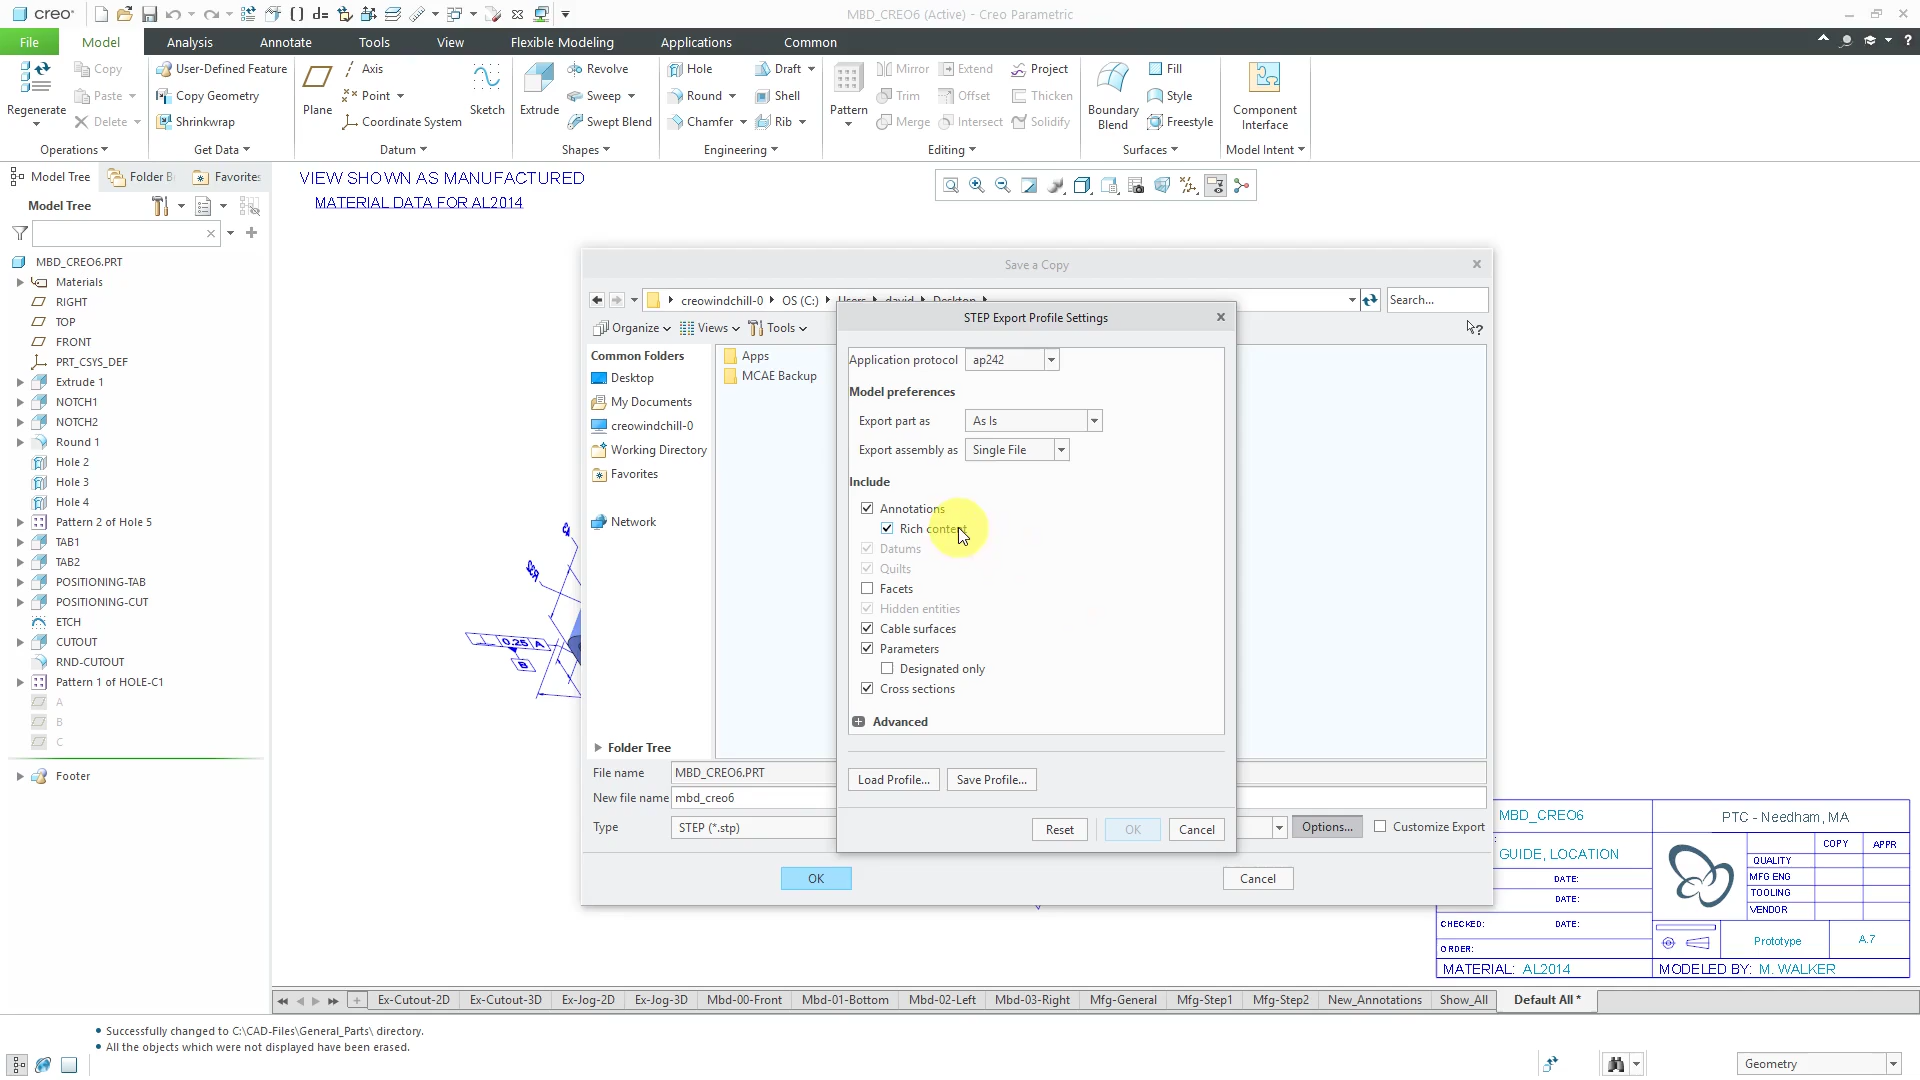 creo
MBD_CREO6 (Active) - Creo Parametric
File Model Analysis Annotate Tools View Flexible Modeling Applications Common
Regenerate
Copy
Paste
Delete
Operations
User-Defined Feature
Copy Geometry
Shrinkwrap
Get Data
Plane
Axis
Point
Coordinate System
Sketch
Datum
Extrude
Revolve
Sweep
Swept Blend
Shapes
Hole
Round
Chamfer
Draft
Shell
Rib
Engineering
Pattern
Mirror
Trim
Merge
Extend
Offset
Intersect
Project
Thicken
Solidify
Editing
Boundary
Blend
Fill
Style
Freestyle
Surfaces
Component
Interface
Model Intent
Model Tree
Folder B
Favorites
Model Tree
MBD_CREO6.PRT
Materials
RIGHT
TOP
FRONT
PRT_CSYS_DEF
Extrude 1
NOTCH1
NOTCH2
Round 1
Hole 2
Hole 3
Hole 4
Pattern 2 of Hole 5
TAB1
TAB2
POSITIONING-TAB
POSITIONING-CUT
ETCH
CUTOUT
RND-CUTOUT
Pattern 1 of HOLE-C1
A
B
C
Footer
VIEW SHOWN AS MANUFACTURED
MATERIAL DATA FOR AL2014
0.25 A
B
Save a Copy
creowindchill-0 OS (C:) Users david Desktop
Search...
Organize Views Tools
Common Folders
Desktop
My Documents
creowindchill-0
Working Directory
Favorites
Network
Folder Tree
Apps
MCAE Backup
File name MBD_CREO6.PRT
New file name mbd_creo6
Type STEP (*.stp)
Options...
Customize Export
OK
Cancel
STEP Export Profile Settings
Application protocol ap242
Model preferences
Export part as As Is
Export assembly as Single File
Include
Annotations
Rich content
Datums
Quilts
Facets
Hidden entities
Cable surfaces
Parameters
Designated only
Cross sections
Advanced
Load Profile... Save Profile...
Reset OK Cancel
MBD_CREO6
PTC - Needham, MA
GUIDE, LOCATION
COPY APPR
QUALITY
MFG ENG
TOOLING
VENDOR
DATE:
DATE:
CHECKED: DATE:
ORDER:
Prototype
A.7
MATERIAL: AL2014
MODELED BY: M. WALKER
Ex-Cutout-2D Ex-Cutout-3D Ex-Jog-2D Ex-Jog-3D Mbd-00-Front Mbd-01-Bottom Mbd-02-Left Mbd-03-Right Mfg-General Mfg-Step1 Mfg-Step2 New_Annotations Show_All Default All *
• Successfully changed to C:\CAD-Files\General_Parts\ directory.
• All the objects which were not displayed have been erased.
Geometry